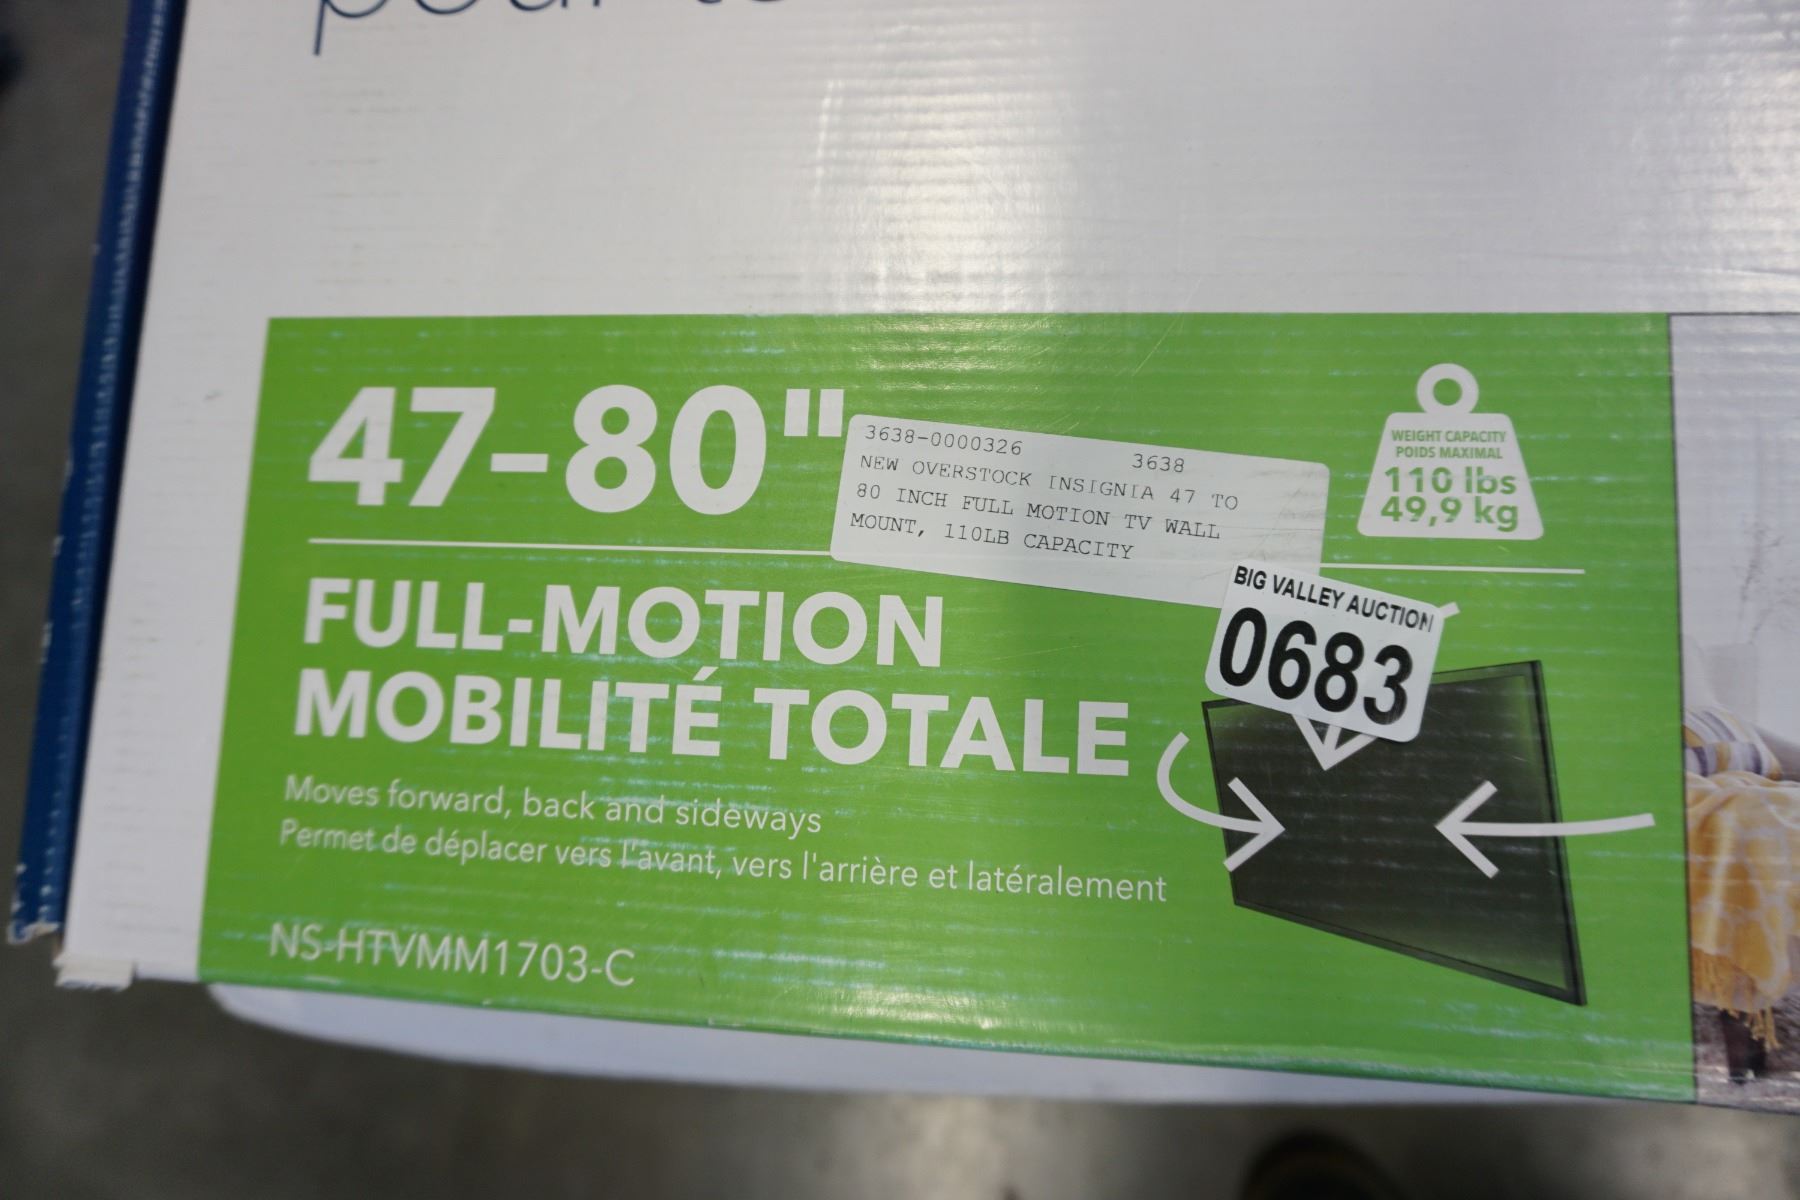 47-80"
3638-0000326 3638
NEW OVERSTOCK INSIGNIA 47 TO
80 INCH FULL MOTION TV WALL
MOUNT, 110LB CAPACITY
WEIGHT CAPACITY
POIDS MAXIMAL
110 lbs
49,9 kg
BIG VALLEY AUCTION
0683
FULL-MOTION
MOBILITÉ TOTALE
Moves forward, back and sideways
Permet de déplacer vers l'avant, vers l'arrière et latéralement
NS-HTVMM1703-C